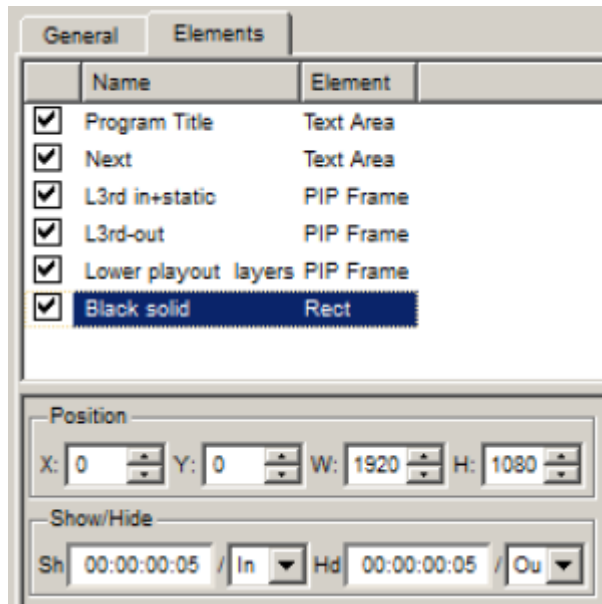 General Elements
Name Element
Program Title Text Area
Next Text Area
L3rd in+static PIP Frame
L3rd-out PIP Frame
Lower playout layers PIP Frame
Black solid Rect
Position
X: 0 Y: 0 W: 1920 H: 1080
Show/Hide
Sh 00:00:00:05 / In Hd 00:00:00:05 / Ou